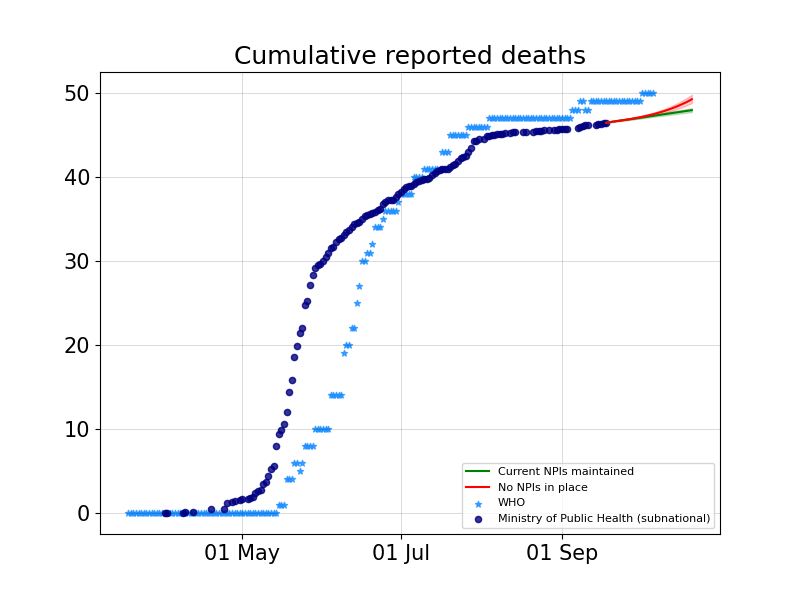 Cumulative reported deaths
50
40
30
20
10
0
01 May
01 Jul
01 Sep
Current NPIs maintained
No NPIs in place
WHO
Ministry of Public Health (subnational)